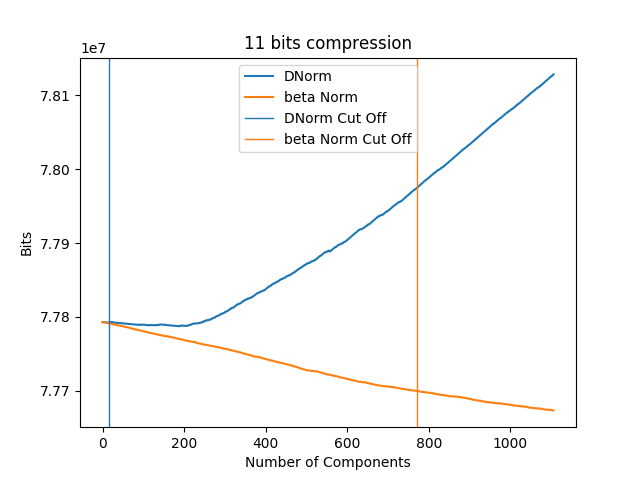 11 bits compression
1e7
DNorm
beta Norm
DNorm Cut Off
beta Norm Cut Off
7.81
7.80
7.79
7.78
7.77
Bits
0 200 400 600 800 1000
Number of Components